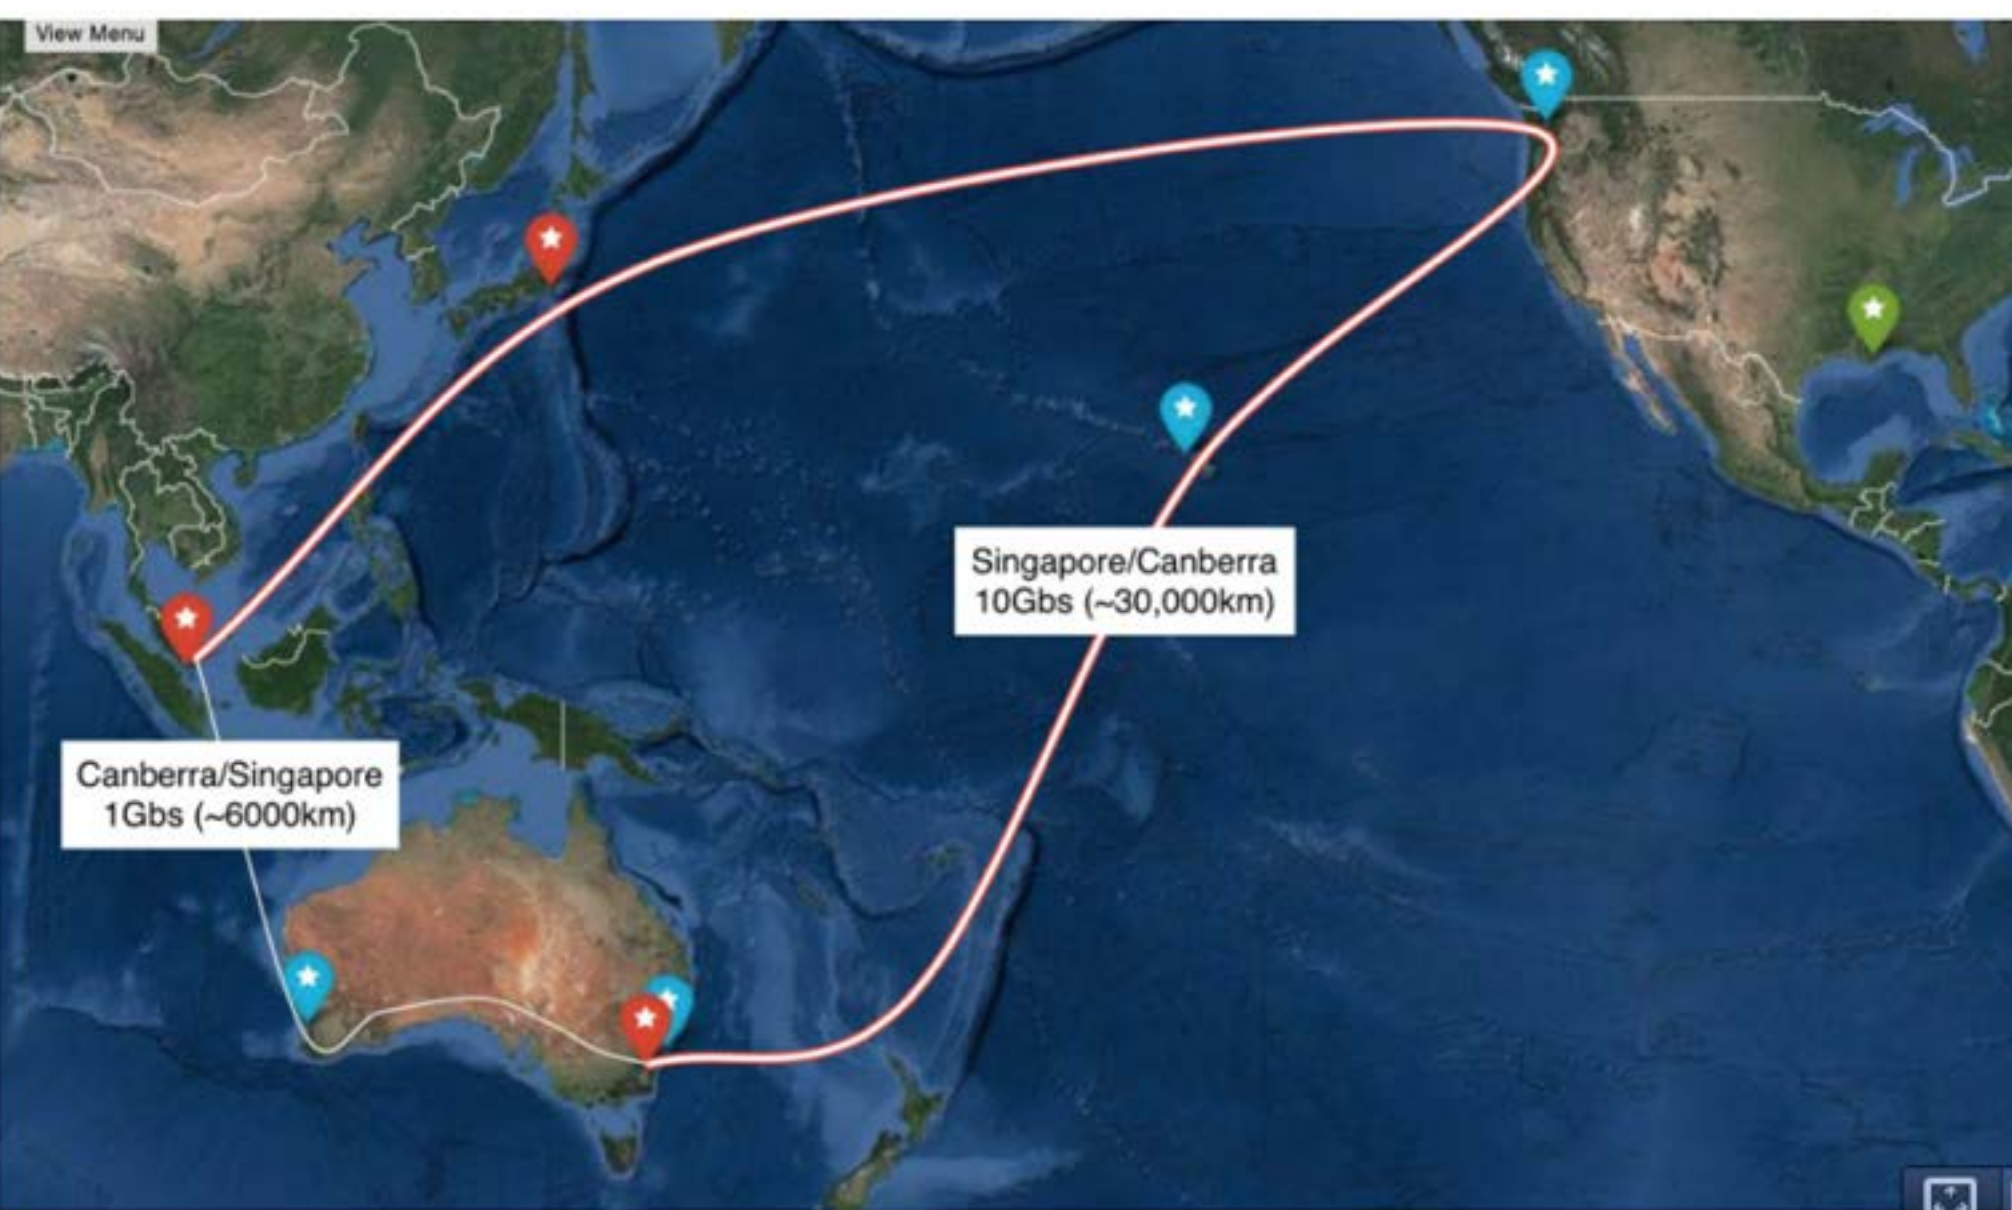 View Menu
Singapore/Canberra
10Gbs (~30,000km)
Canberra/Singapore
1Gbs (~6000km)